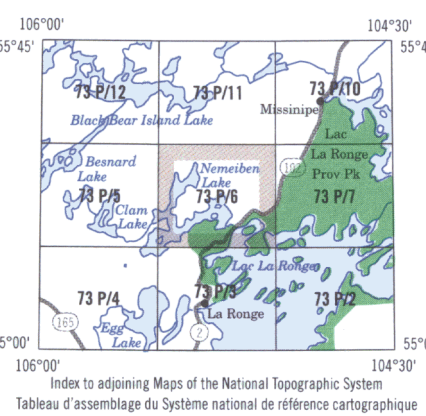 106°00'
104°30'
55°45'
55°4
73 P/12
73 P/11
73 P/10
Missinipe
Black Bear Island Lake
Lac
La Ronge
Prov Pk
102
Besnard
Lake
Nemeiben
Lake
73 P/5
73 P/6
73 P/7
Clam
Lake
Lac La Ronge
73 P/4
73 P/3
73 P/2
La Ronge
165
2
Egg
Lake
5°00'
55°0
106°00'
104°30'
Index to adjoining Maps of the National Topographic System
Tableau d'assemblage du Système national de référence cartographique